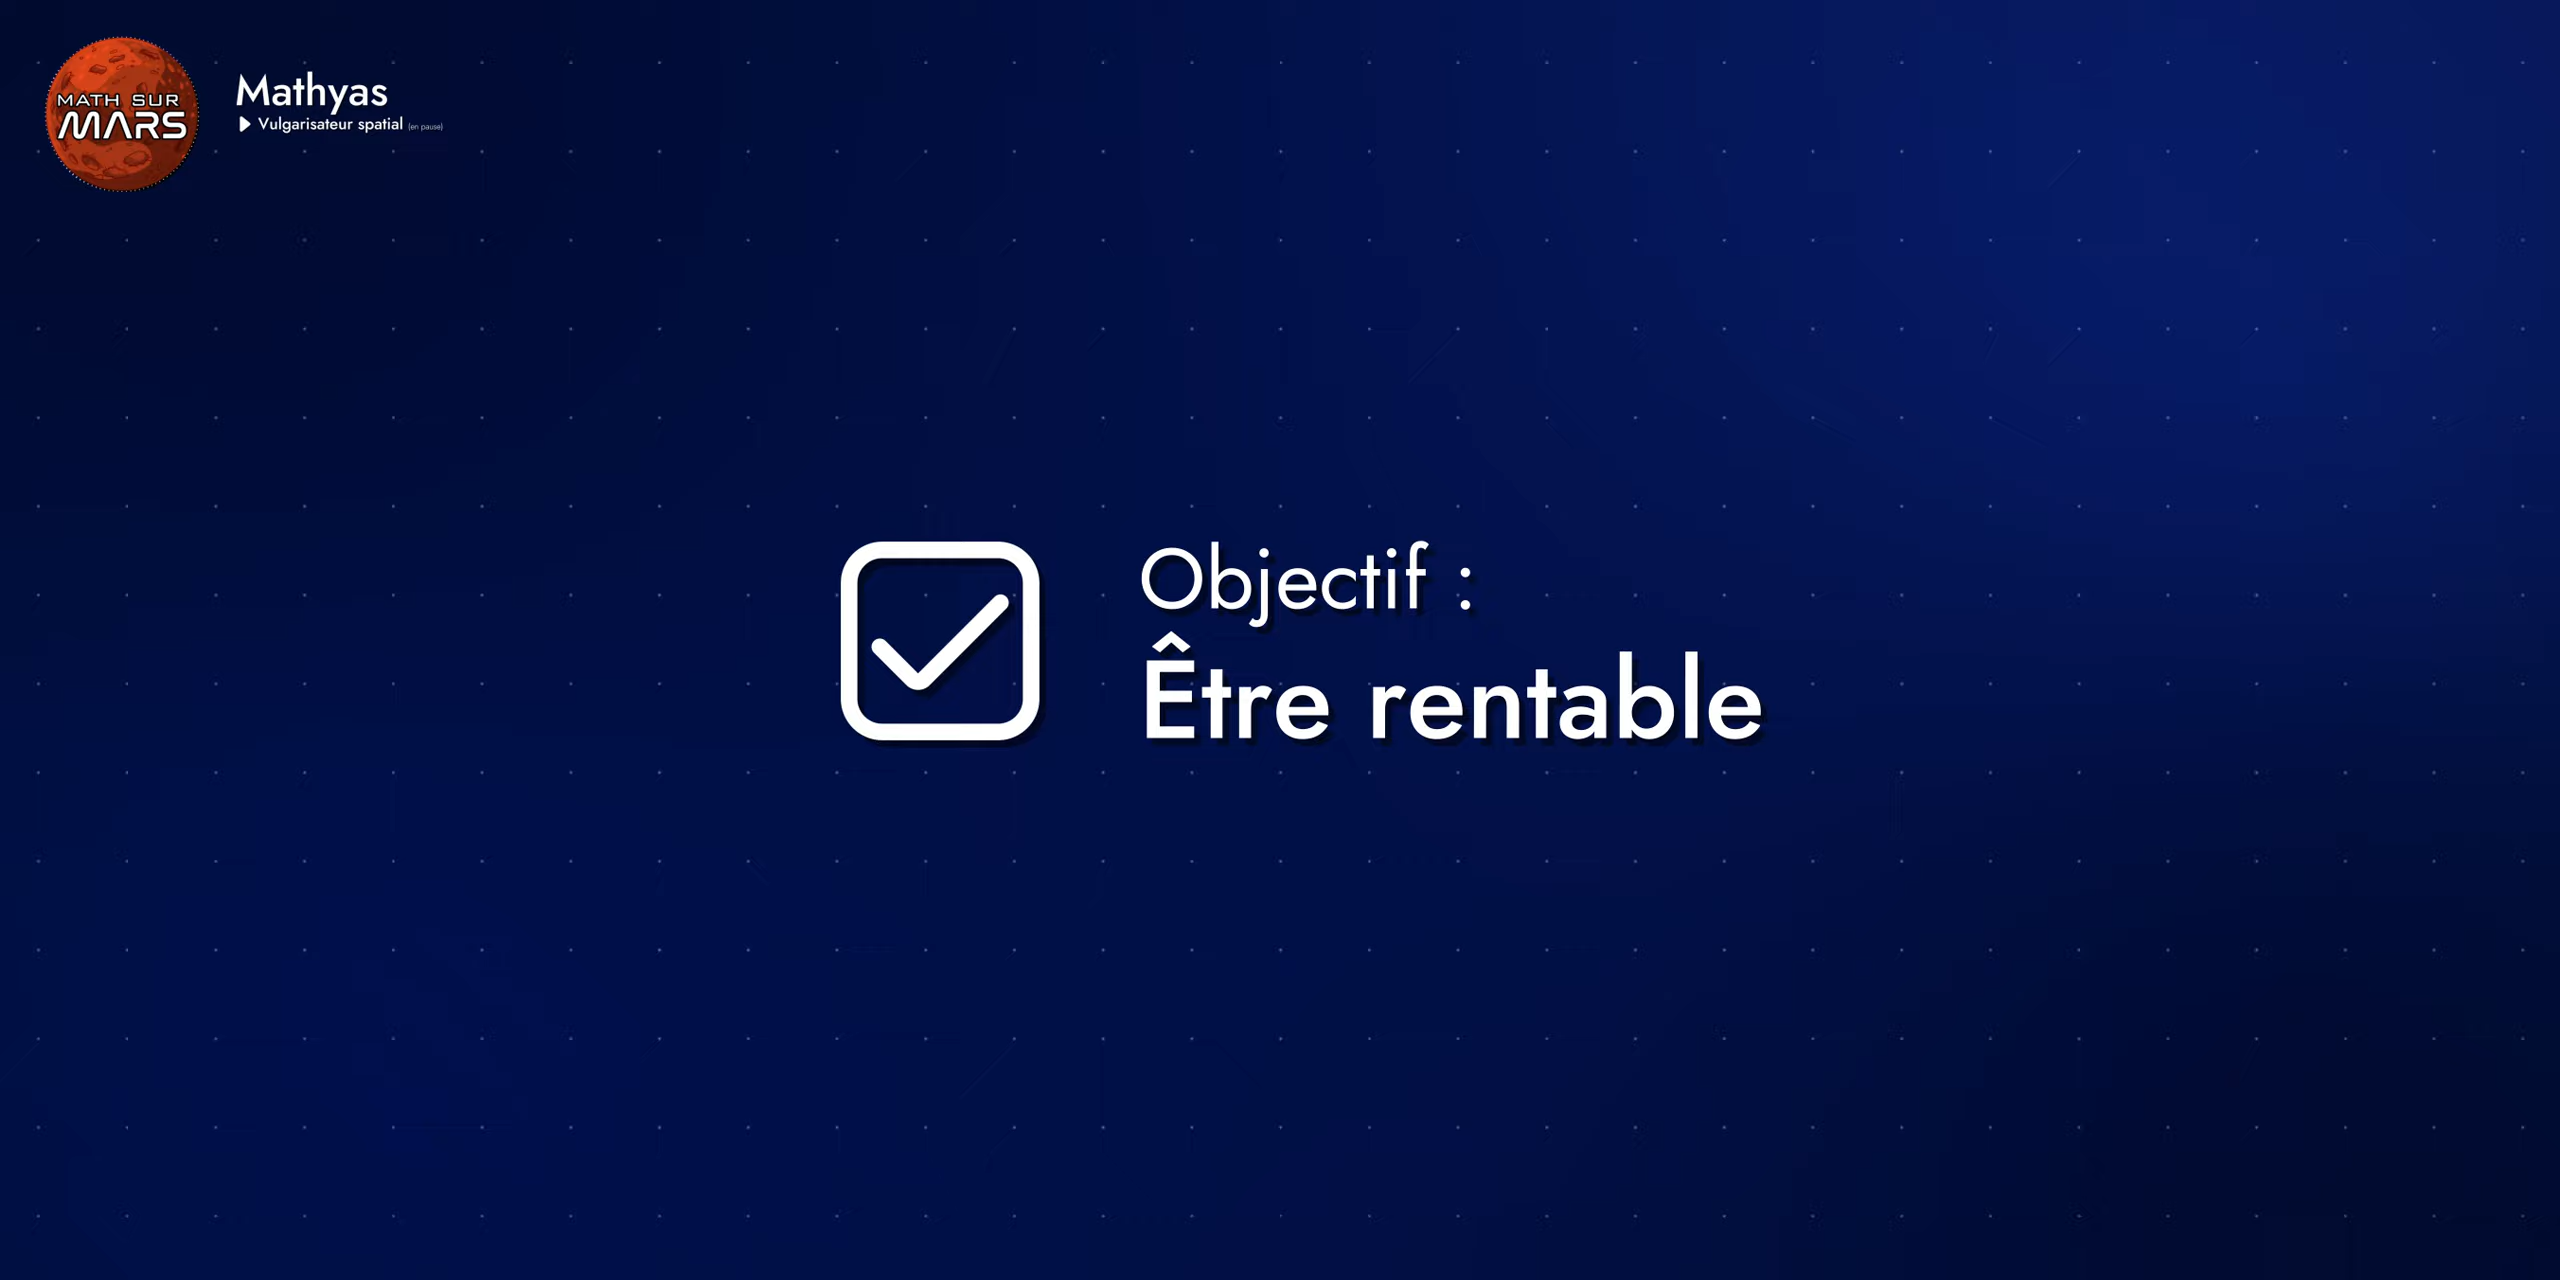 MATH SUR
MARS
Mathyas
Vulgarisateur spatial (en pause)
Objectif :
Être rentable